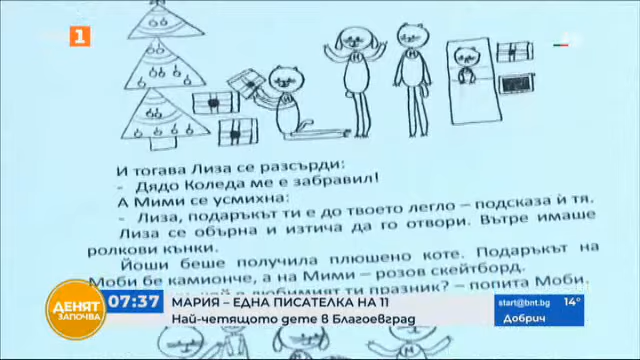 1
И тогава Лиза се разсърди:
- Дядо Коледа ме е забравил!
А Мими се усмихна:
- Лиза, подаръкът ти е до твоето легло – подсказа ѝ тя.
Лиза се обърна и изтича да го отвори. Вътре имаше
ролкови кънки.
Йоши беше получила плюшено коте. Подаръкът на
Моби бе камионче, а на Мими – розов скейтборд.
любимият ти празник? – попита Моби.
ДЕНЯТ
ЗАПОЧВА
07:37
МАРИЯ – ЕДНА ПИСАТЕЛКА НА 11
Най-четящото дете в Благоевград
start@bnt.bg
14°
Добрич